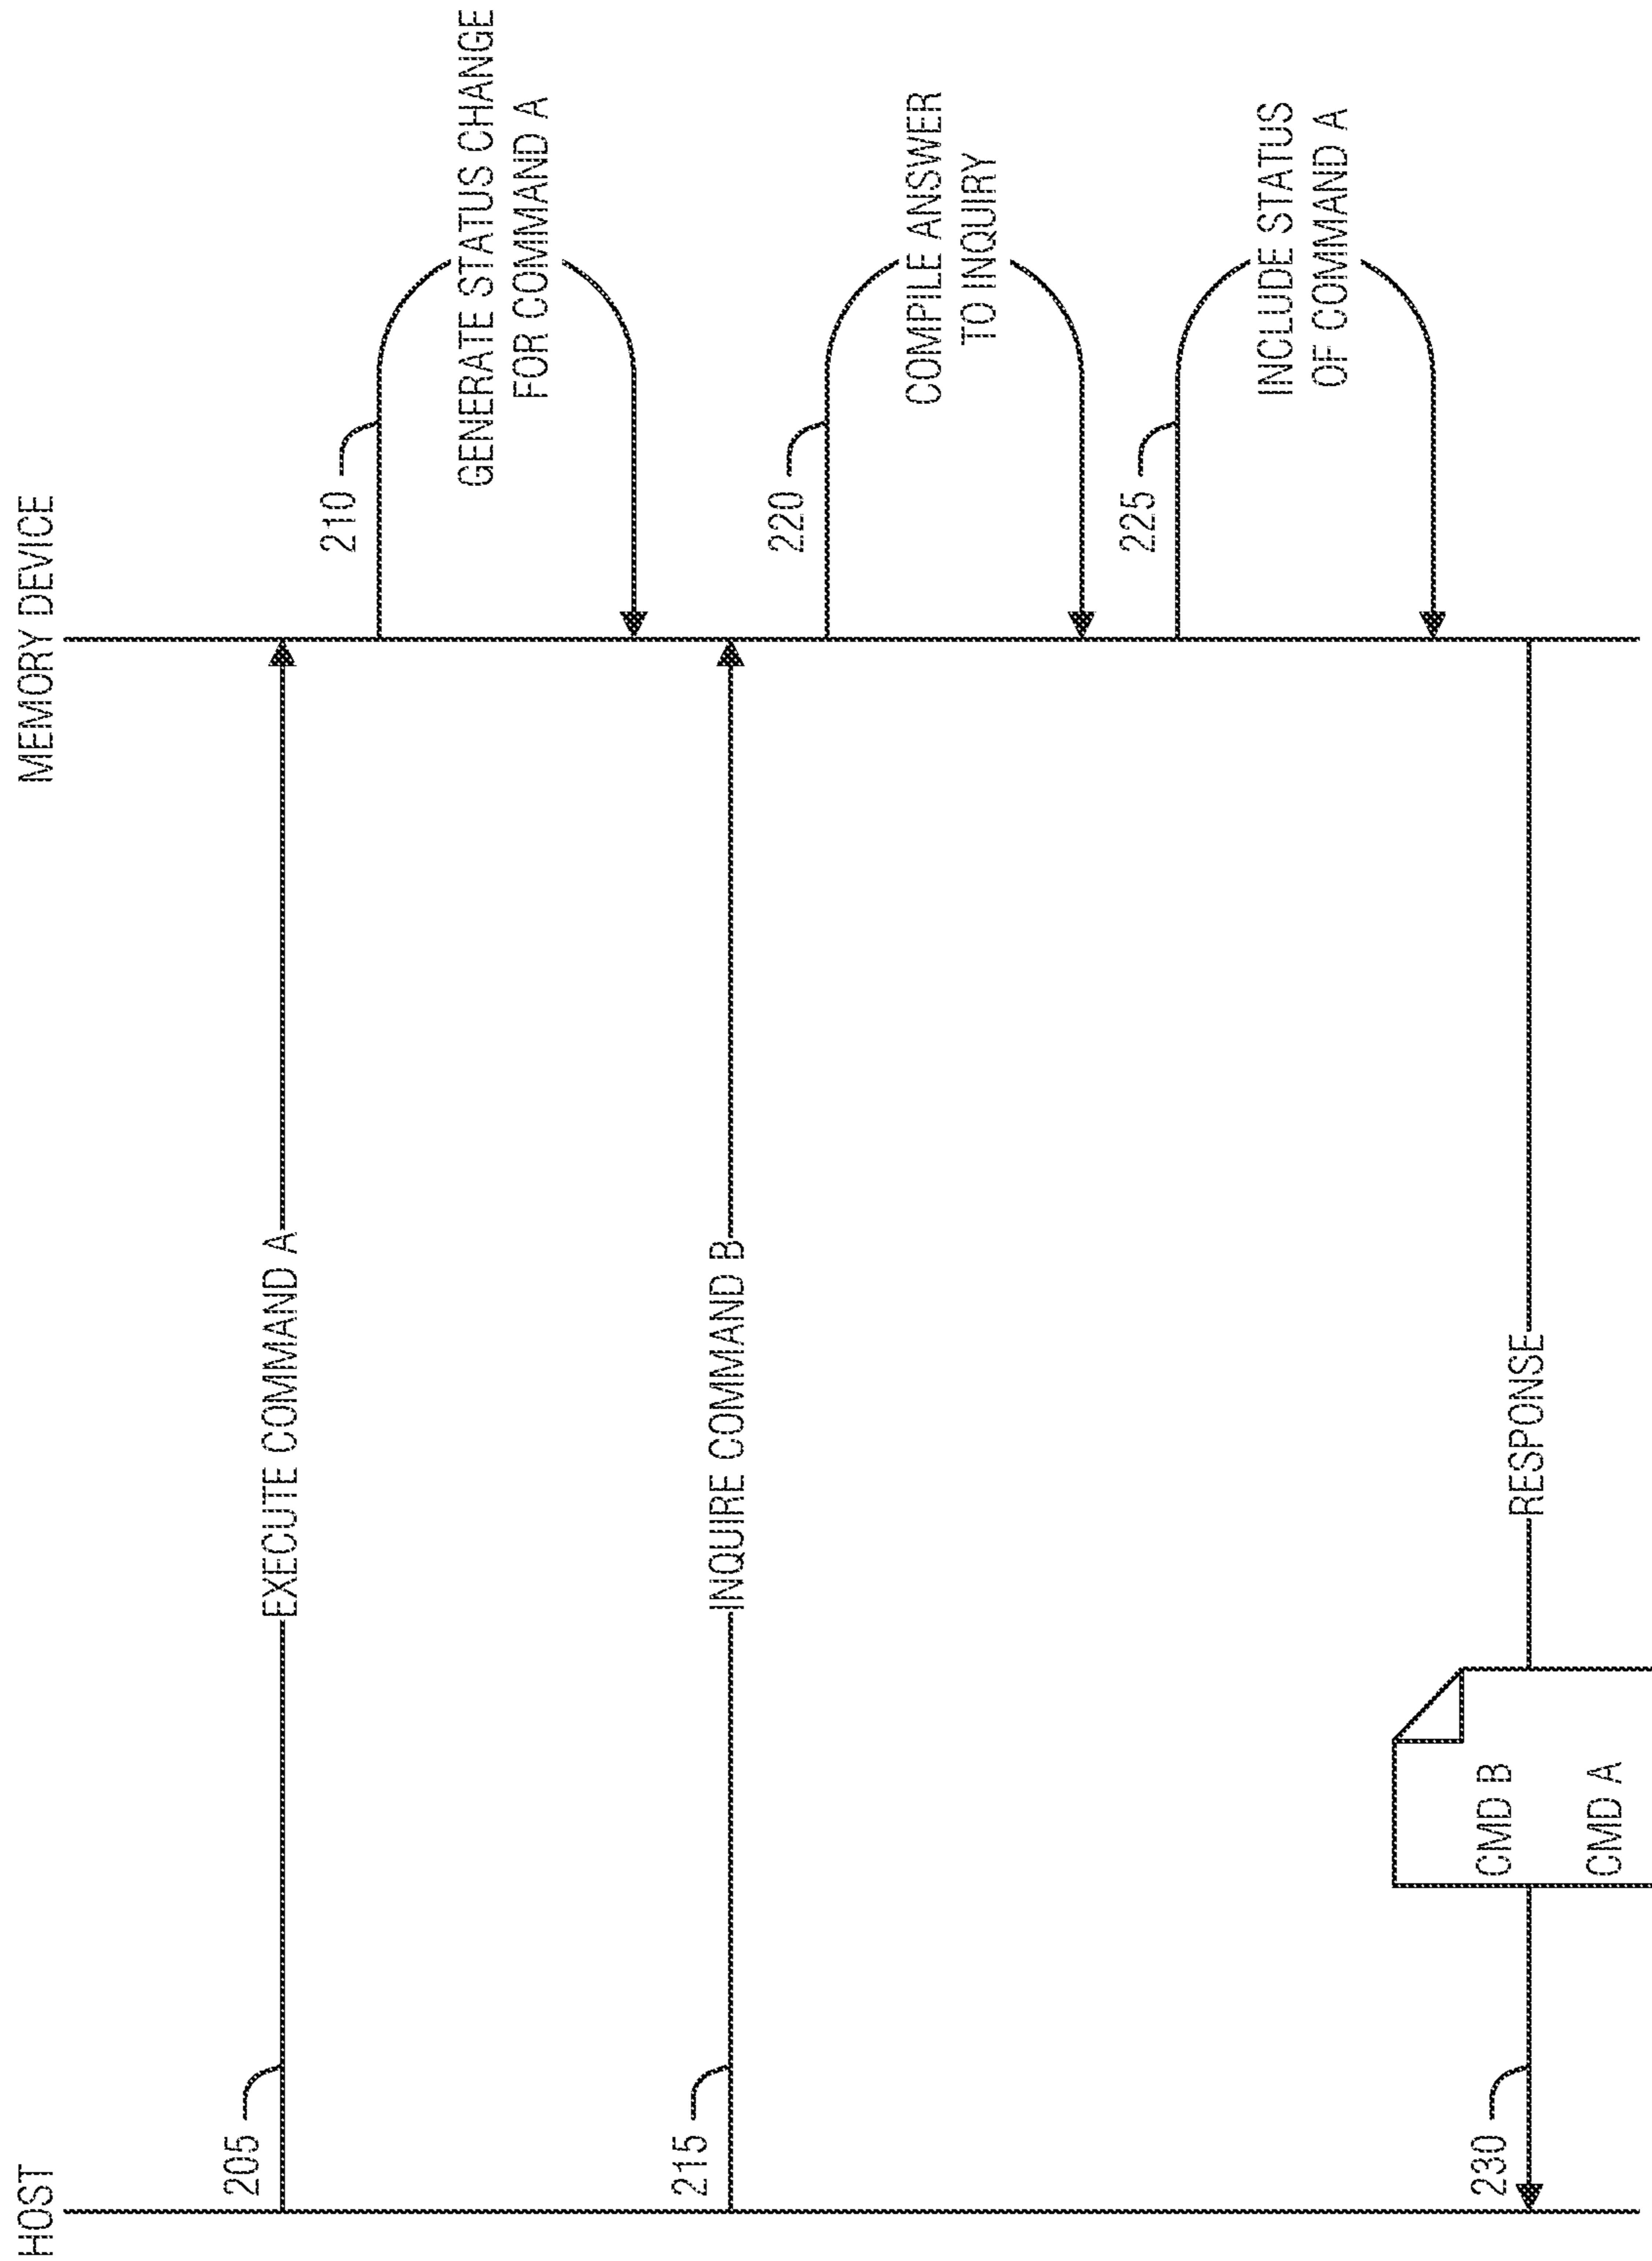 HOST
MEMORY DEVICE
205
EXECUTE COMMAND A
210
GENERATE STATUS CHANGE
FOR COMMAND A
215
INQUIRE COMMAND B
220
COMPILE ANSWER
TO INQUIRY
225
INCLUDE STATUS
OF COMMAND A
230
CMD B
CMD A
RESPONSE